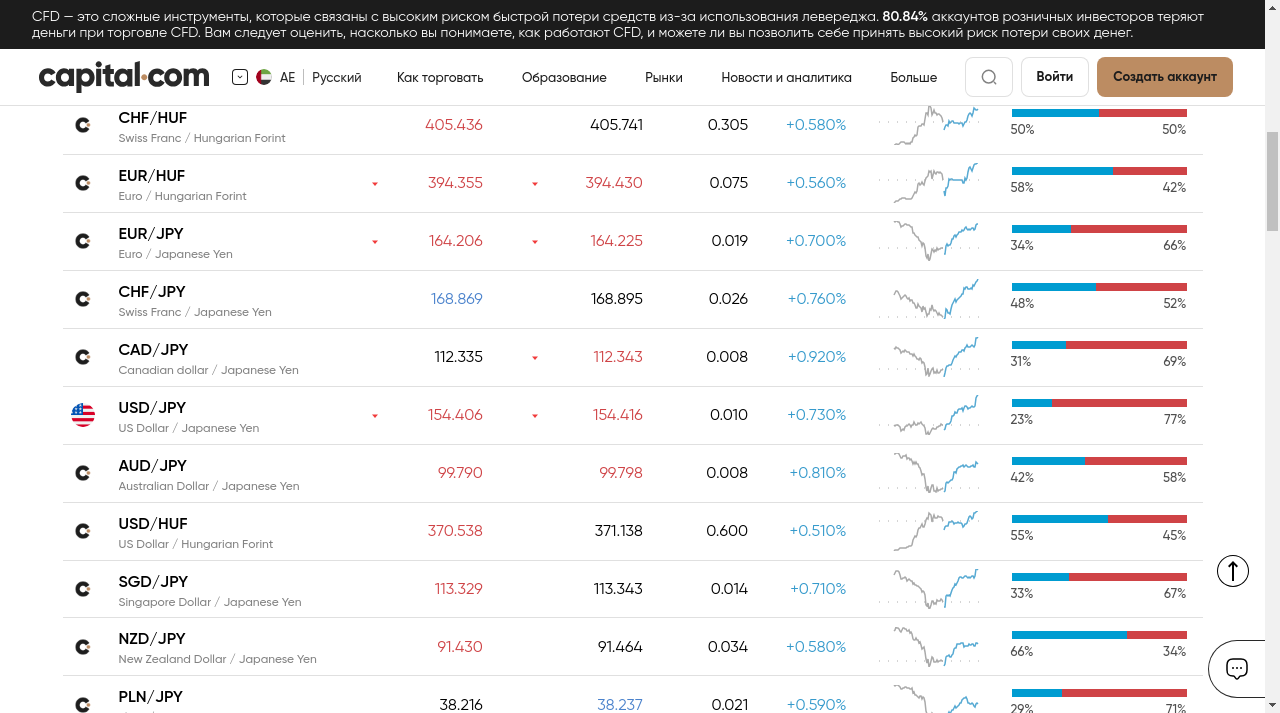 CFD — это сложные инструменты, которые связаны с высоким риском быстрой потери средств из-за использования левереджа. 80.84% аккаунтов розничных инвесторов теряют
деньги при торговле CFD. Вам следует оценить, насколько вы понимаете, как работают CFD, и можете ли вы позволить себе принять высокий риск потери своих денег.
capital.com AE Русский Как торговать Образование Рынки Новости и аналитика Больше Войти Создать аккаунт
CHF/HUF 405.436 405.741 0.305 +0.580%
Swiss Franc / Hungarian Forint 50% 50%
EUR/HUF 394.355 394.430 0.075 +0.560%
Euro / Hungarian Forint 58% 42%
EUR/JPY 164.206 164.225 0.019 +0.700%
Euro / Japanese Yen 34% 66%
CHF/JPY 168.869 168.895 0.026 +0.760%
Swiss Franc / Japanese Yen 48% 52%
CAD/JPY 112.335 112.343 0.008 +0.920%
Canadian dollar / Japanese Yen 31% 69%
USD/JPY 154.406 154.416 0.010 +0.730%
US Dollar / Japanese Yen 23% 77%
AUD/JPY 99.790 99.798 0.008 +0.810%
Australian Dollar / Japanese Yen 42% 58%
USD/HUF 370.538 371.138 0.600 +0.510%
US Dollar / Hungarian Forint 55% 45%
SGD/JPY 113.329 113.343 0.014 +0.710%
Singapore Dollar / Japanese Yen 33% 67%
NZD/JPY 91.430 91.464 0.034 +0.580%
New Zealand Dollar / Japanese Yen 66% 34%
PLN/JPY 38.216 38.237 0.021 +0.590%
29% 71%